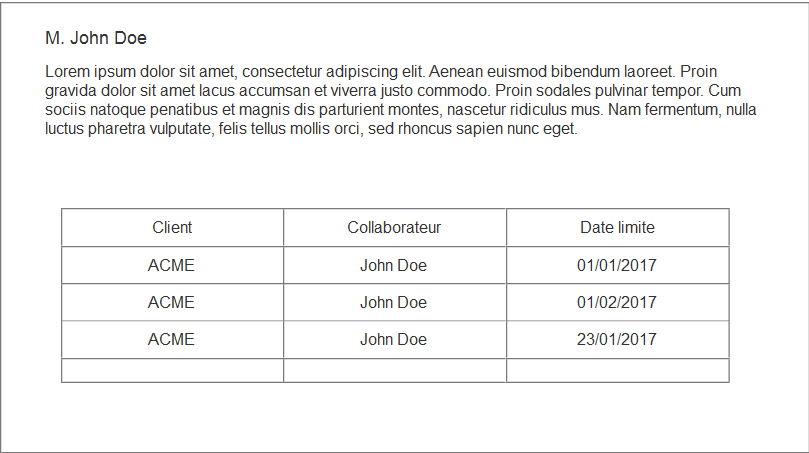 M. John Doe
Lorem ipsum dolor sit amet, consectetur adipiscing elit. Aenean euismod bibendum laoreet. Proin
gravida dolor sit amet lacus accumsan et viverra justo commodo. Proin sodales pulvinar tempor. Cum
sociis natoque penatibus et magnis dis parturient montes, nascetur ridiculus mus. Nam fermentum, nulla
luctus pharetra vulputate, felis tellus mollis orci, sed rhoncus sapien nunc eget.
Client Collaborateur Date limite
ACME John Doe 01/01/2017
ACME John Doe 01/02/2017
ACME John Doe 23/01/2017